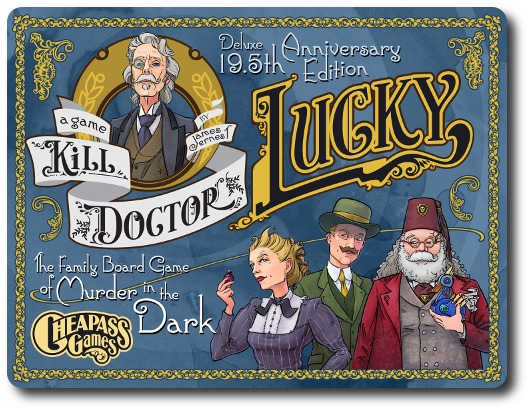 Deluxe
19.5th Anniversary
Edition
a game
BY
James Ernest
KILL
DOCTOR
LUCKY
The Family Board Game
of Murder in the
Dark
CHEAPASS
Games